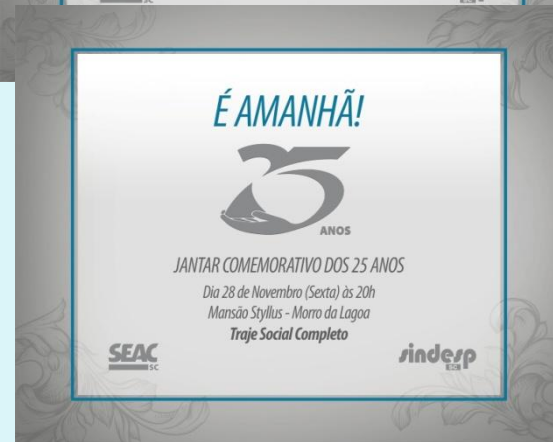 É AMANHÃ!
25
ANOS
JANTAR COMEMORATIVO DOS 25 ANOS
Dia 28 de Novembro (Sexta) às 20h
Mansão Styllus - Morro da Lagoa
Traje Social Completo
SEAC
SC
sindesp
SC